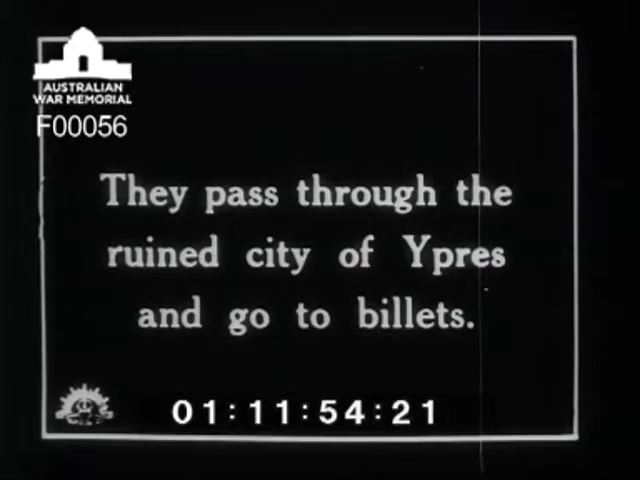 AUSTRALIAN
WAR MEMORIAL
F00056
They pass through the
ruined city of Ypres
and go to billets.
01:11:54:21